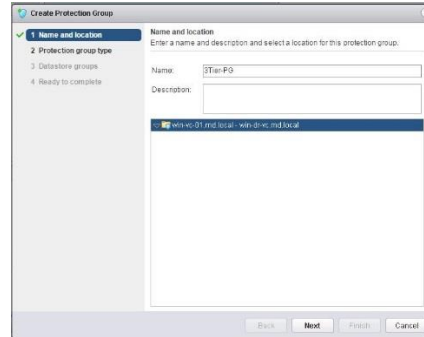 Create Protection Group
1 Name and location
2 Protection group type
3 Datastore groups
4 Ready to complete
Name and location
Enter a name and description and select a location for this protection group.
Name:
3Tier-PG
Description:
win-vc-01.rnd.local - win-dr-vc.rnd.local
Back
Next
Finish
Cancel